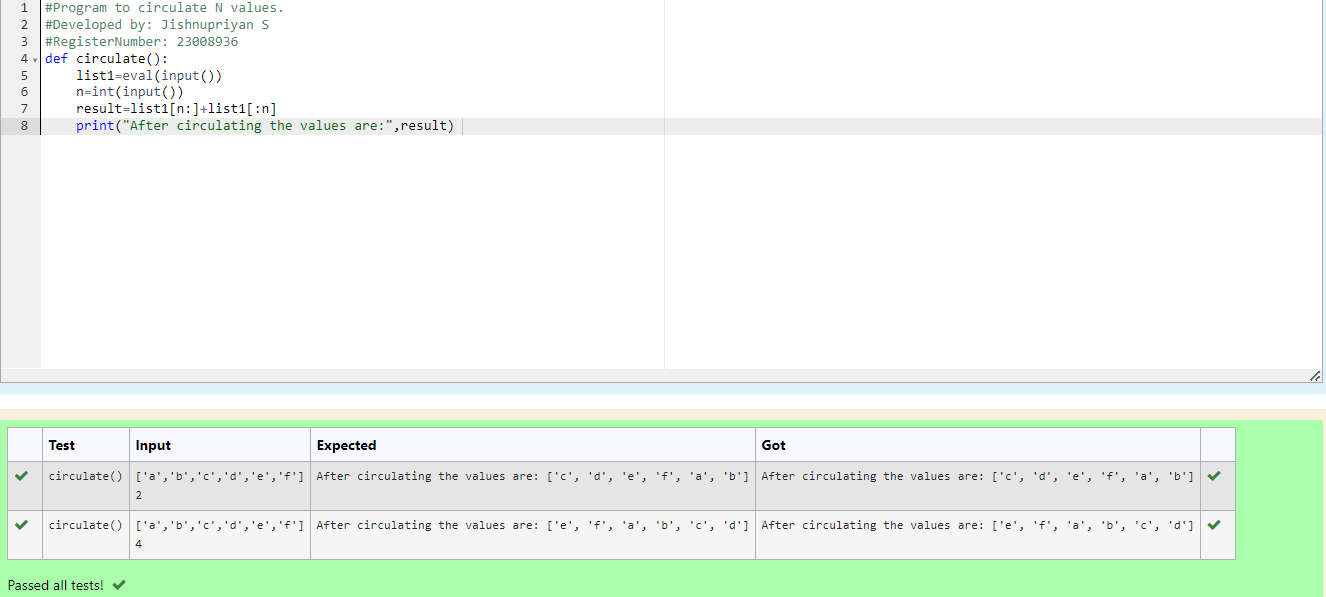 1 #Program to circulate N values.
2 #Developed by: Jishnupriyan S
3 #RegisterNumber: 23008936
4 def circulate():
5     list1=eval(input())
6     n=int(input())
7     result=list1[n:]+list1[:n]
8     print("After circulating the values are:",result)
Test Input Expected Got
circulate() ['a','b','c','d','e','f'] After circulating the values are: ['c', 'd', 'e', 'f', 'a', 'b'] After circulating the values are: ['c', 'd', 'e', 'f', 'a', 'b']
2
circulate() ['a','b','c','d','e','f'] After circulating the values are: ['e', 'f', 'a', 'b', 'c', 'd'] After circulating the values are: ['e', 'f', 'a', 'b', 'c', 'd']
4
Passed all tests!